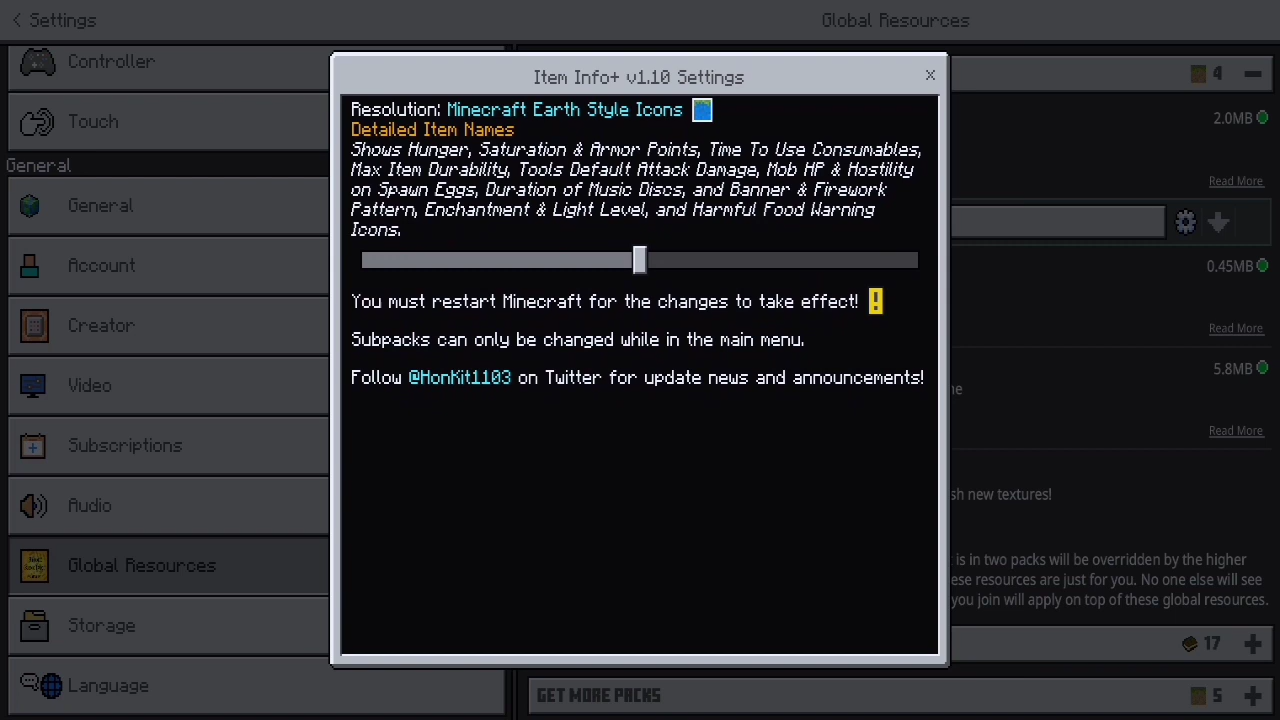 Settings
Global Resources
Controller
Touch
General
General
Account
Creator
Video
Subscriptions
Audio
Global Resources
Storage
Language
Item Info+ v1.10 Settings
x
Resolution: Minecraft Earth Style Icons
Detailed Item Names
Shows Hunger, Saturation & Armor Points, Time To Use Consumables,
Max Item Durability, Tools Default Attack Damage, Mob HP & Hostility
on Spawn Eggs, Duration of Music Discs, and Banner & Firework
Pattern, Enchantment & Light Level, and Harmful Food Warning
Icons.
You must restart Minecraft for the changes to take effect! !
Subpacks can only be changed while in the main menu.
Follow @HonKit1103 on Twitter for update news and announcements!
4
2.0MB
Read More
0.45MB
Read More
5.8MB
Read More
sh new textures!
is in two packs will be overridden by the higher
ese resources are just for you. No one else will see
you join will apply on top of these global resources.
17
GET MORE PACKS
5